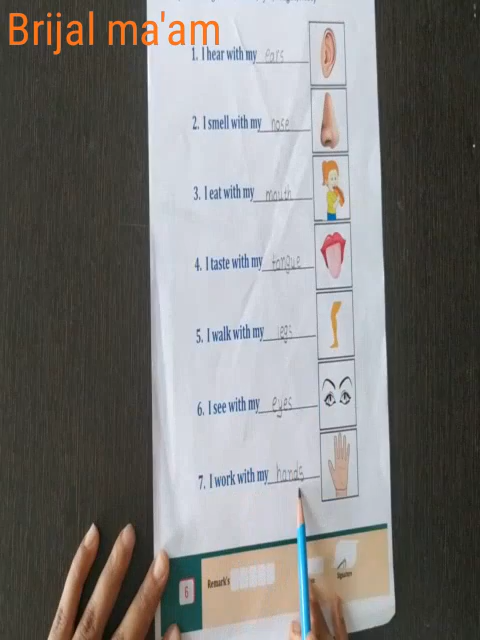 Brijal ma'am
1. I hear with my ears
2. I smell with my nose
3. I eat with my mouth
4. I taste with my tongue
5. I walk with my legs
6. I see with my eyes
7. I work with my hands
6
Remark's
Signature